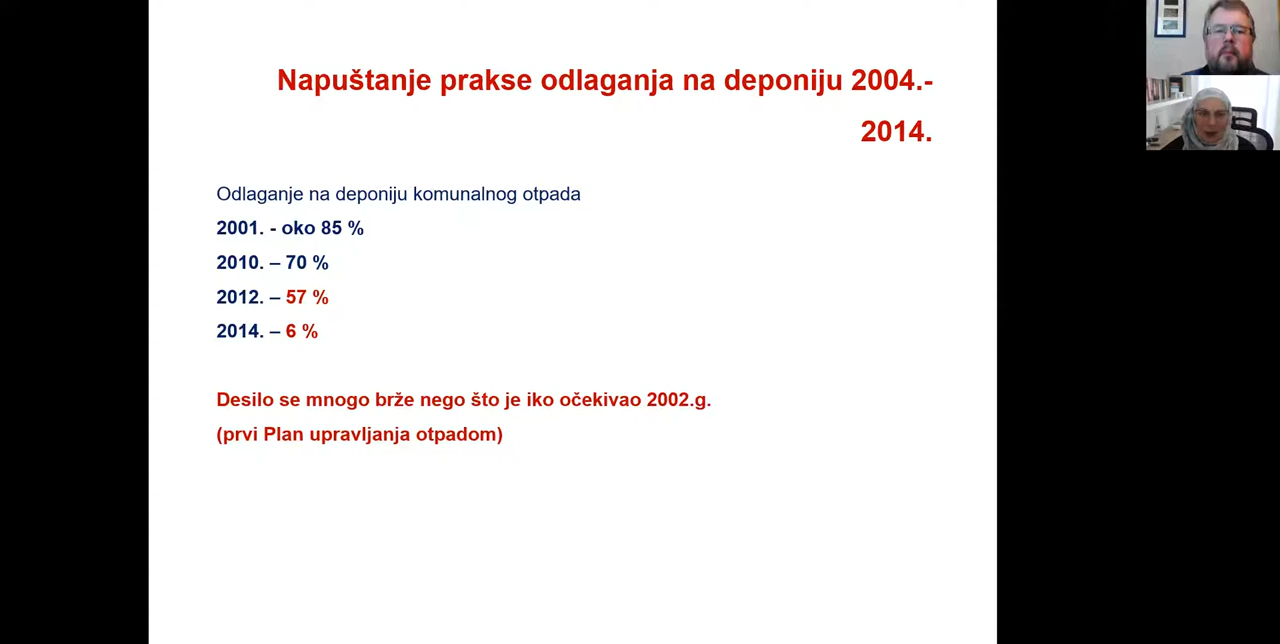 Napuštanje prakse odlaganja na deponiju 2004.-
2014.
Odlaganje na deponiju komunalnog otpada
2001. - oko 85 %
2010. – 70 %
2012. – 57 %
2014. – 6 %
Desilo se mnogo brže nego što je iko očekivao 2002.g.
(prvi Plan upravljanja otpadom)